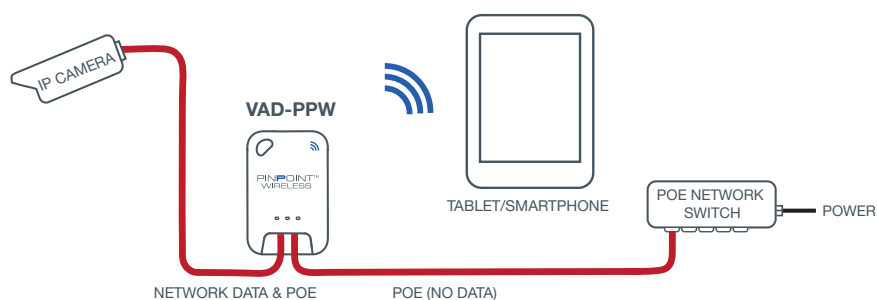 IP CAMERA
VAD-PPW
PINPOINT™
WIRELESS
TABLET/SMARTPHONE
POE NETWORK
SWITCH
POWER
NETWORK DATA & POE
POE (NO DATA)